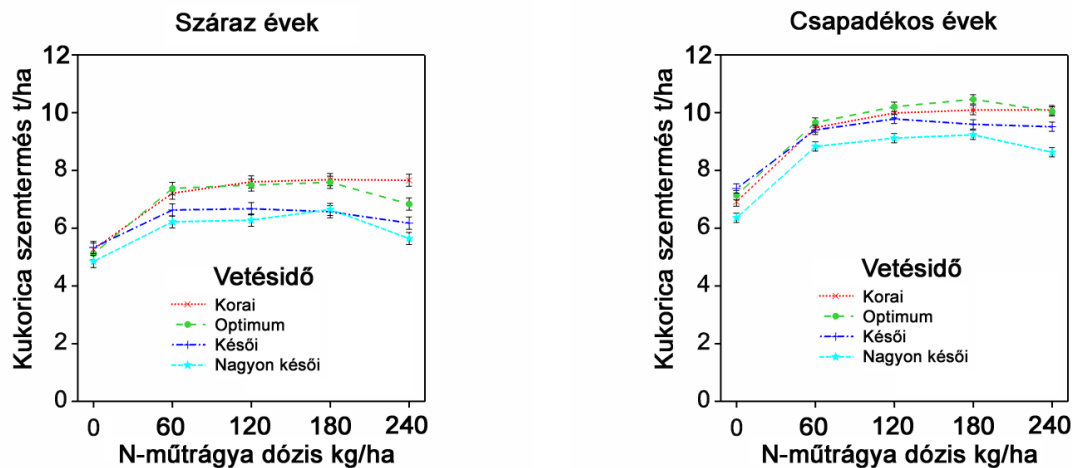 Száraz évek
Kukorica szemtermés t/ha
12
10
8
6
4
2
0
Vetésidő
Korai
Optimum
Késői
Nagyon késői
0 60 120 180 240
N-műtrágya dózis kg/ha
Csapadékos évek
Kukorica szemtermés t/ha
12
10
8
6
4
2
0
Vetésidő
Korai
Optimum
Késői
Nagyon késői
0 60 120 180 240
N-műtrágya dózis kg/ha